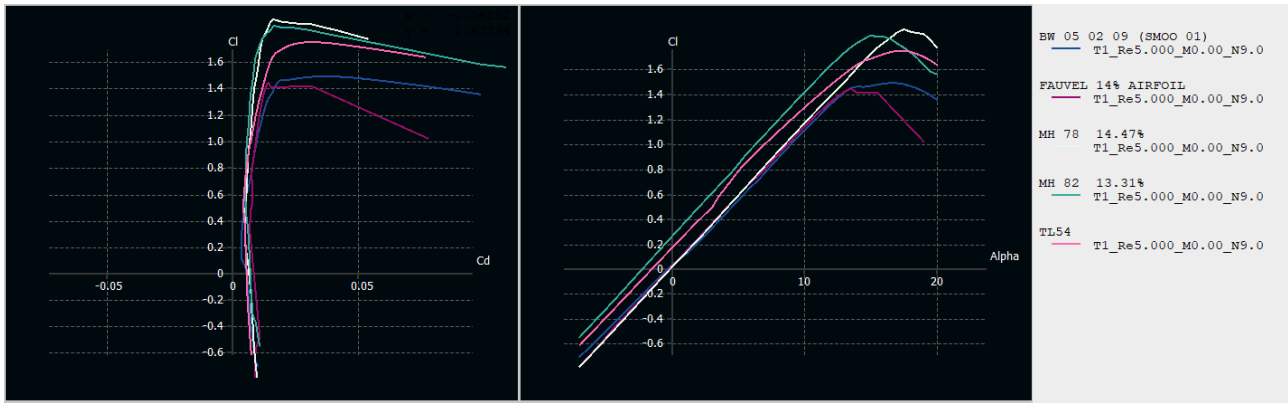 Cl
1.6
1.4
1.2
1.0
0.8
0.6
0.4
0.2
0
-0.2
-0.4
-0.6
-0.05
0
0.05
Cd
Cl
1.6
1.4
1.2
1.0
0.8
0.6
0.4
0.2
0
-0.2
-0.4
-0.6
0
10
20
Alpha
BW 05 02 09 (SMOO 01)
T1_Re5.000_M0.00_N9.0
FAUVEL 14% AIRFOIL
T1_Re5.000_M0.00_N9.0
MH 78 14.47%
T1_Re5.000_M0.00_N9.0
MH 82 13.31%
T1_Re5.000_M0.00_N9.0
TL54
T1_Re5.000_M0.00_N9.0